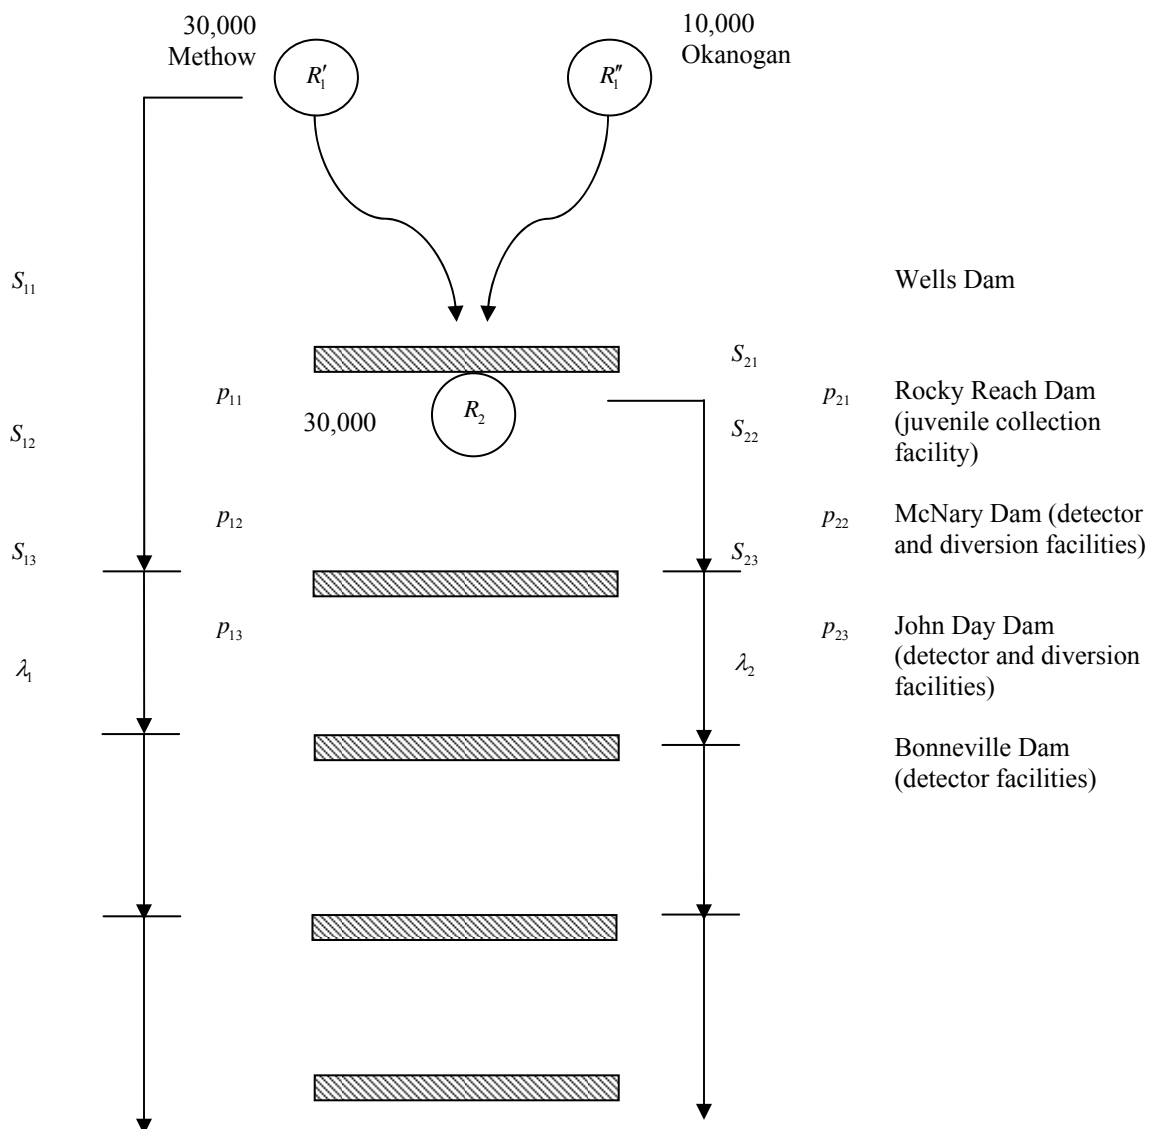 30,000
Methow
R₁′
R₁″
10,000
Okanogan
S₁₁
Wells Dam
S₂₁
p₁₁
30,000
R₂
p₂₁
Rocky Reach Dam
(juvenile collection
facility)
S₁₂
S₂₂
p₁₂
p₂₂
McNary Dam (detector
and diversion facilities)
S₁₃
S₂₃
p₁₃
p₂₃
John Day Dam
(detector and diversion
facilities)
λ₁
λ₂
Bonneville Dam
(detector facilities)